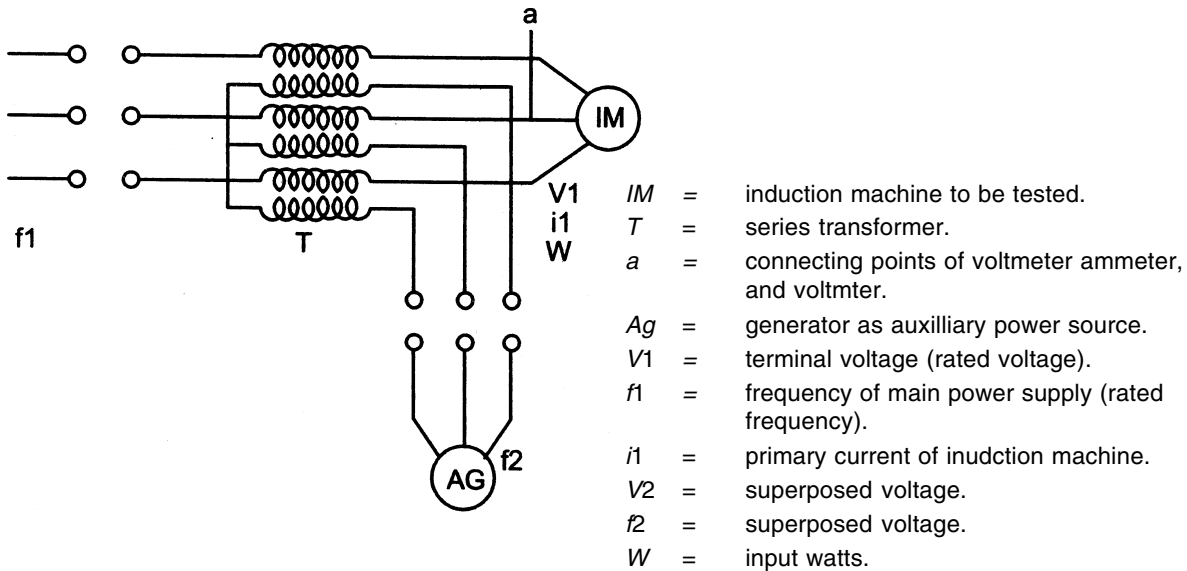 a
IM
V1
i1
W
f1
T
f2
AG
IM = induction machine to be tested.
T = series transformer.
a = connecting points of voltmeter ammeter,
and voltmter.
Ag = generator as auxilliary power source.
V1 = terminal voltage (rated voltage).
f1 = frequency of main power supply (rated
frequency).
i1 = primary current of inudction machine.
V2 = superposed voltage.
f2 = superposed voltage.
W = input watts.